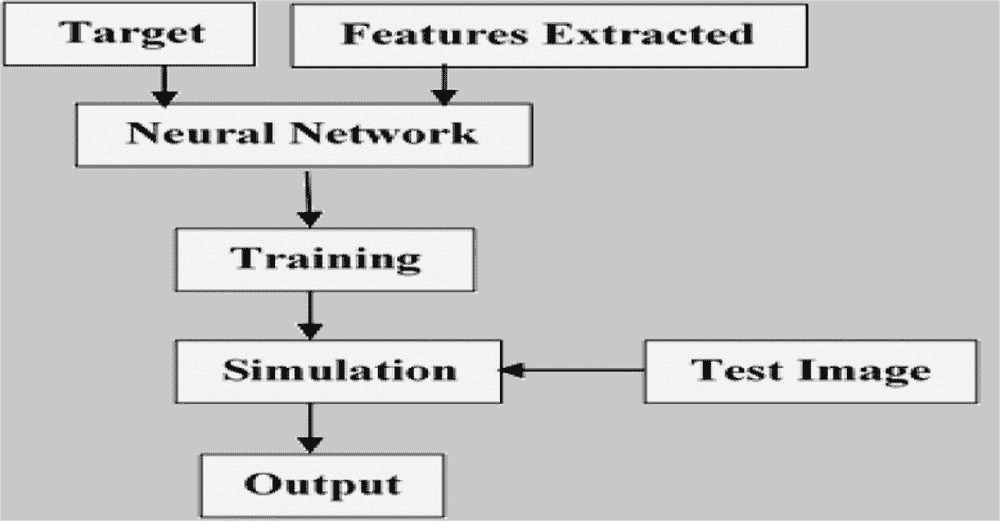 Target
Features Extracted
Neural Network
Training
Simulation
Test Image
Output